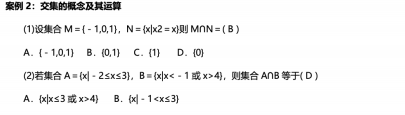 案例 2：交集的概念及其运算
(1)设集合 M＝{－1,0,1}，N＝{x|x2＝x}则 M∩N＝( B )
A．{－1,0,1} B．{0,1} C．{1} D．{0}
(2)若集合 A＝{x|－2≤x≤3}，B＝{x|x<－1 或 x>4}，则集合 A∩B 等于( D )
A．{x|x≤3 或 x>4} B．{x|－1<x≤3}